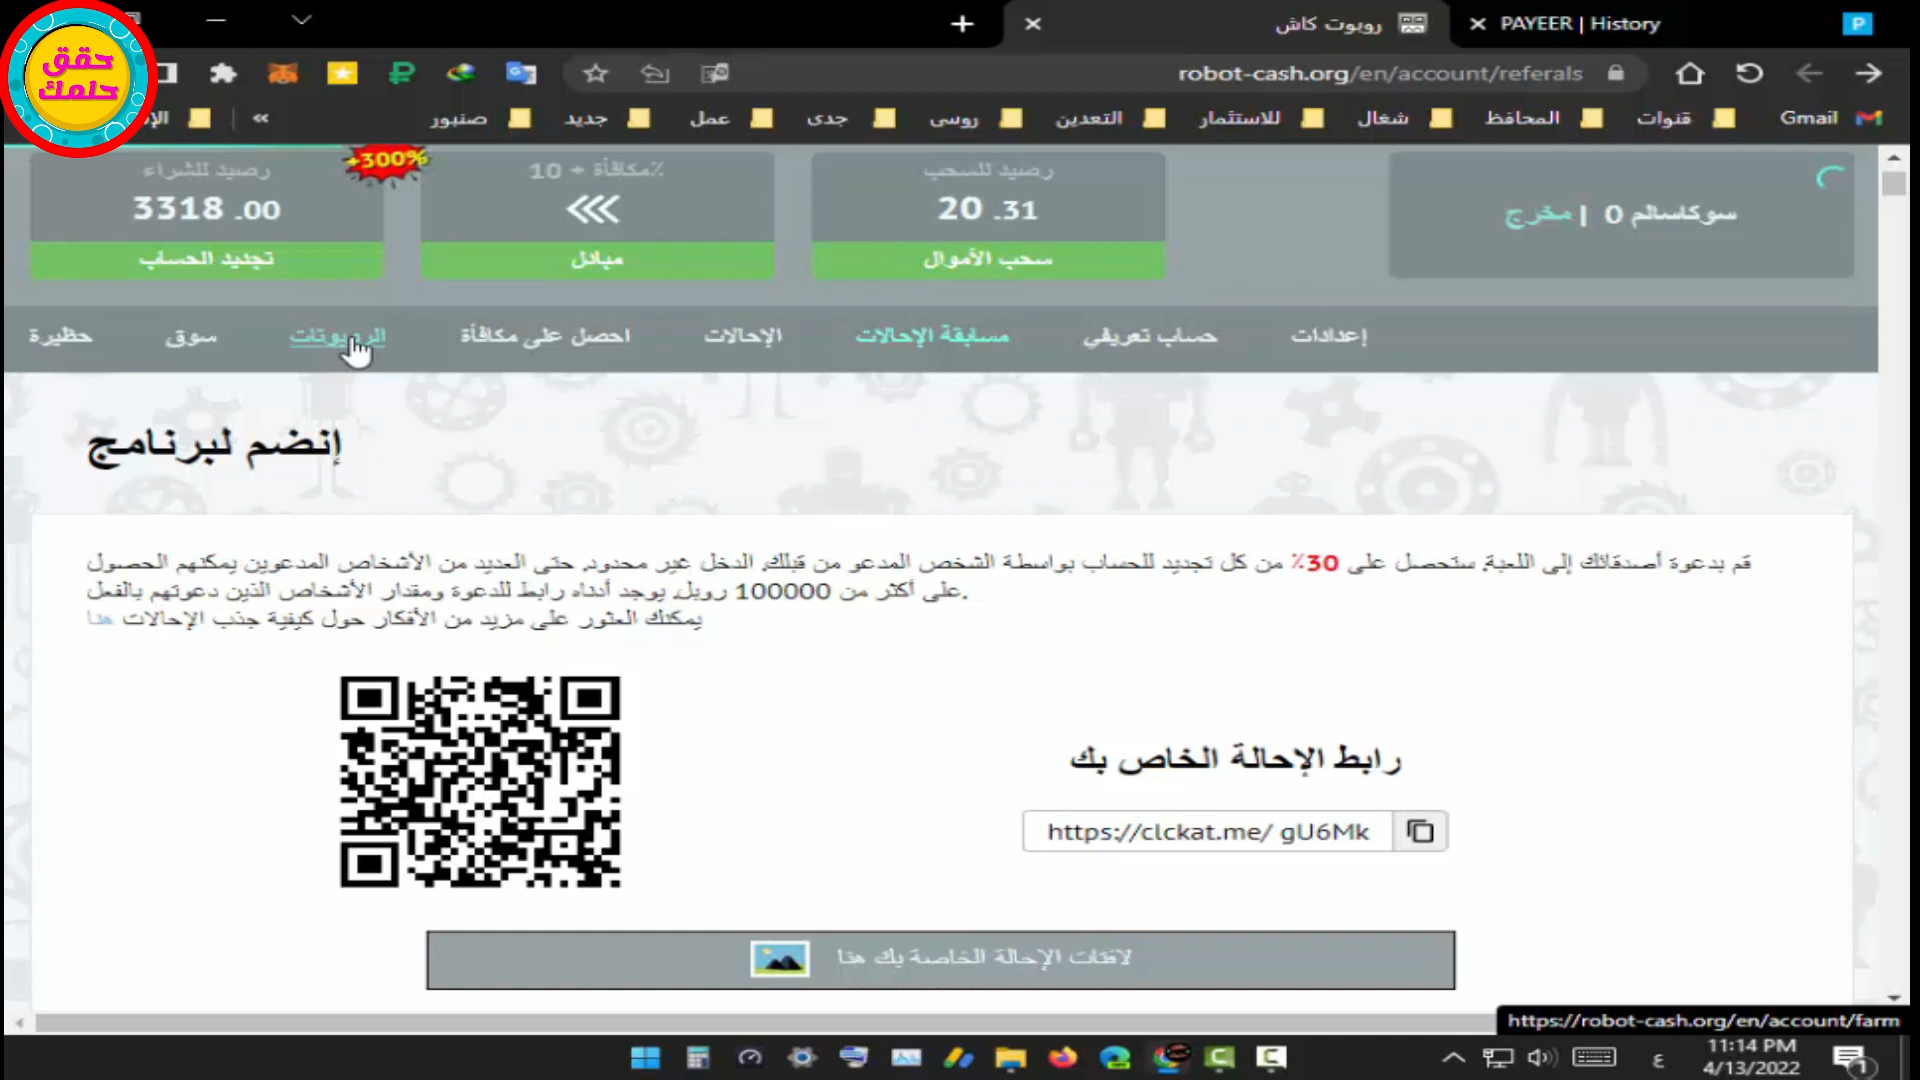 حقق
حلمك
روبوت كاش
PAYEER | History
P
robot-cash.org/en/account/referals
صنبور
جديد
عمل
جدى
روسى
التعدين
للاستثمار
شغال
المحافظ
قنوات
Gmail
رصيد للشراء
+300%
3318 .00
تجديد الحساب
٪مكافأة + 10
مبادل
رصيد للسحب
20 .31
سحب الأموال
سوكاسالم 0 | مخرج
حظيرة
سوق
الروبوتات
احصل على مكافأة
الإحالات
مسابقة الإحالات
حساب تعريفي
إعدادات
إنضم لبرنامج
قم بدعوة أصدقائك إلى اللعبة. ستحصل على 30٪ من كل تجديد للحساب بواسطة الشخص المدعو من قبلك. الدخل غير محدود. حتى العديد من الأشخاص المدعوين يمكنهم الحصول
.على أكثر من 100000 روبل. يوجد أدناه رابط للدعوة ومقدار الأشخاص الذين دعوتهم بالفعل
يمكنك العثور على مزيد من الأفكار حول كيفية جذب الإحالات هنا
رابط الإحالة الخاص بك
https://clckat.me/ gU6Mk
لافتات الإحالة الخاصة بك هنا
https://robot-cash.org/en/account/farm
11:14 PM
4/13/2022
ع
1